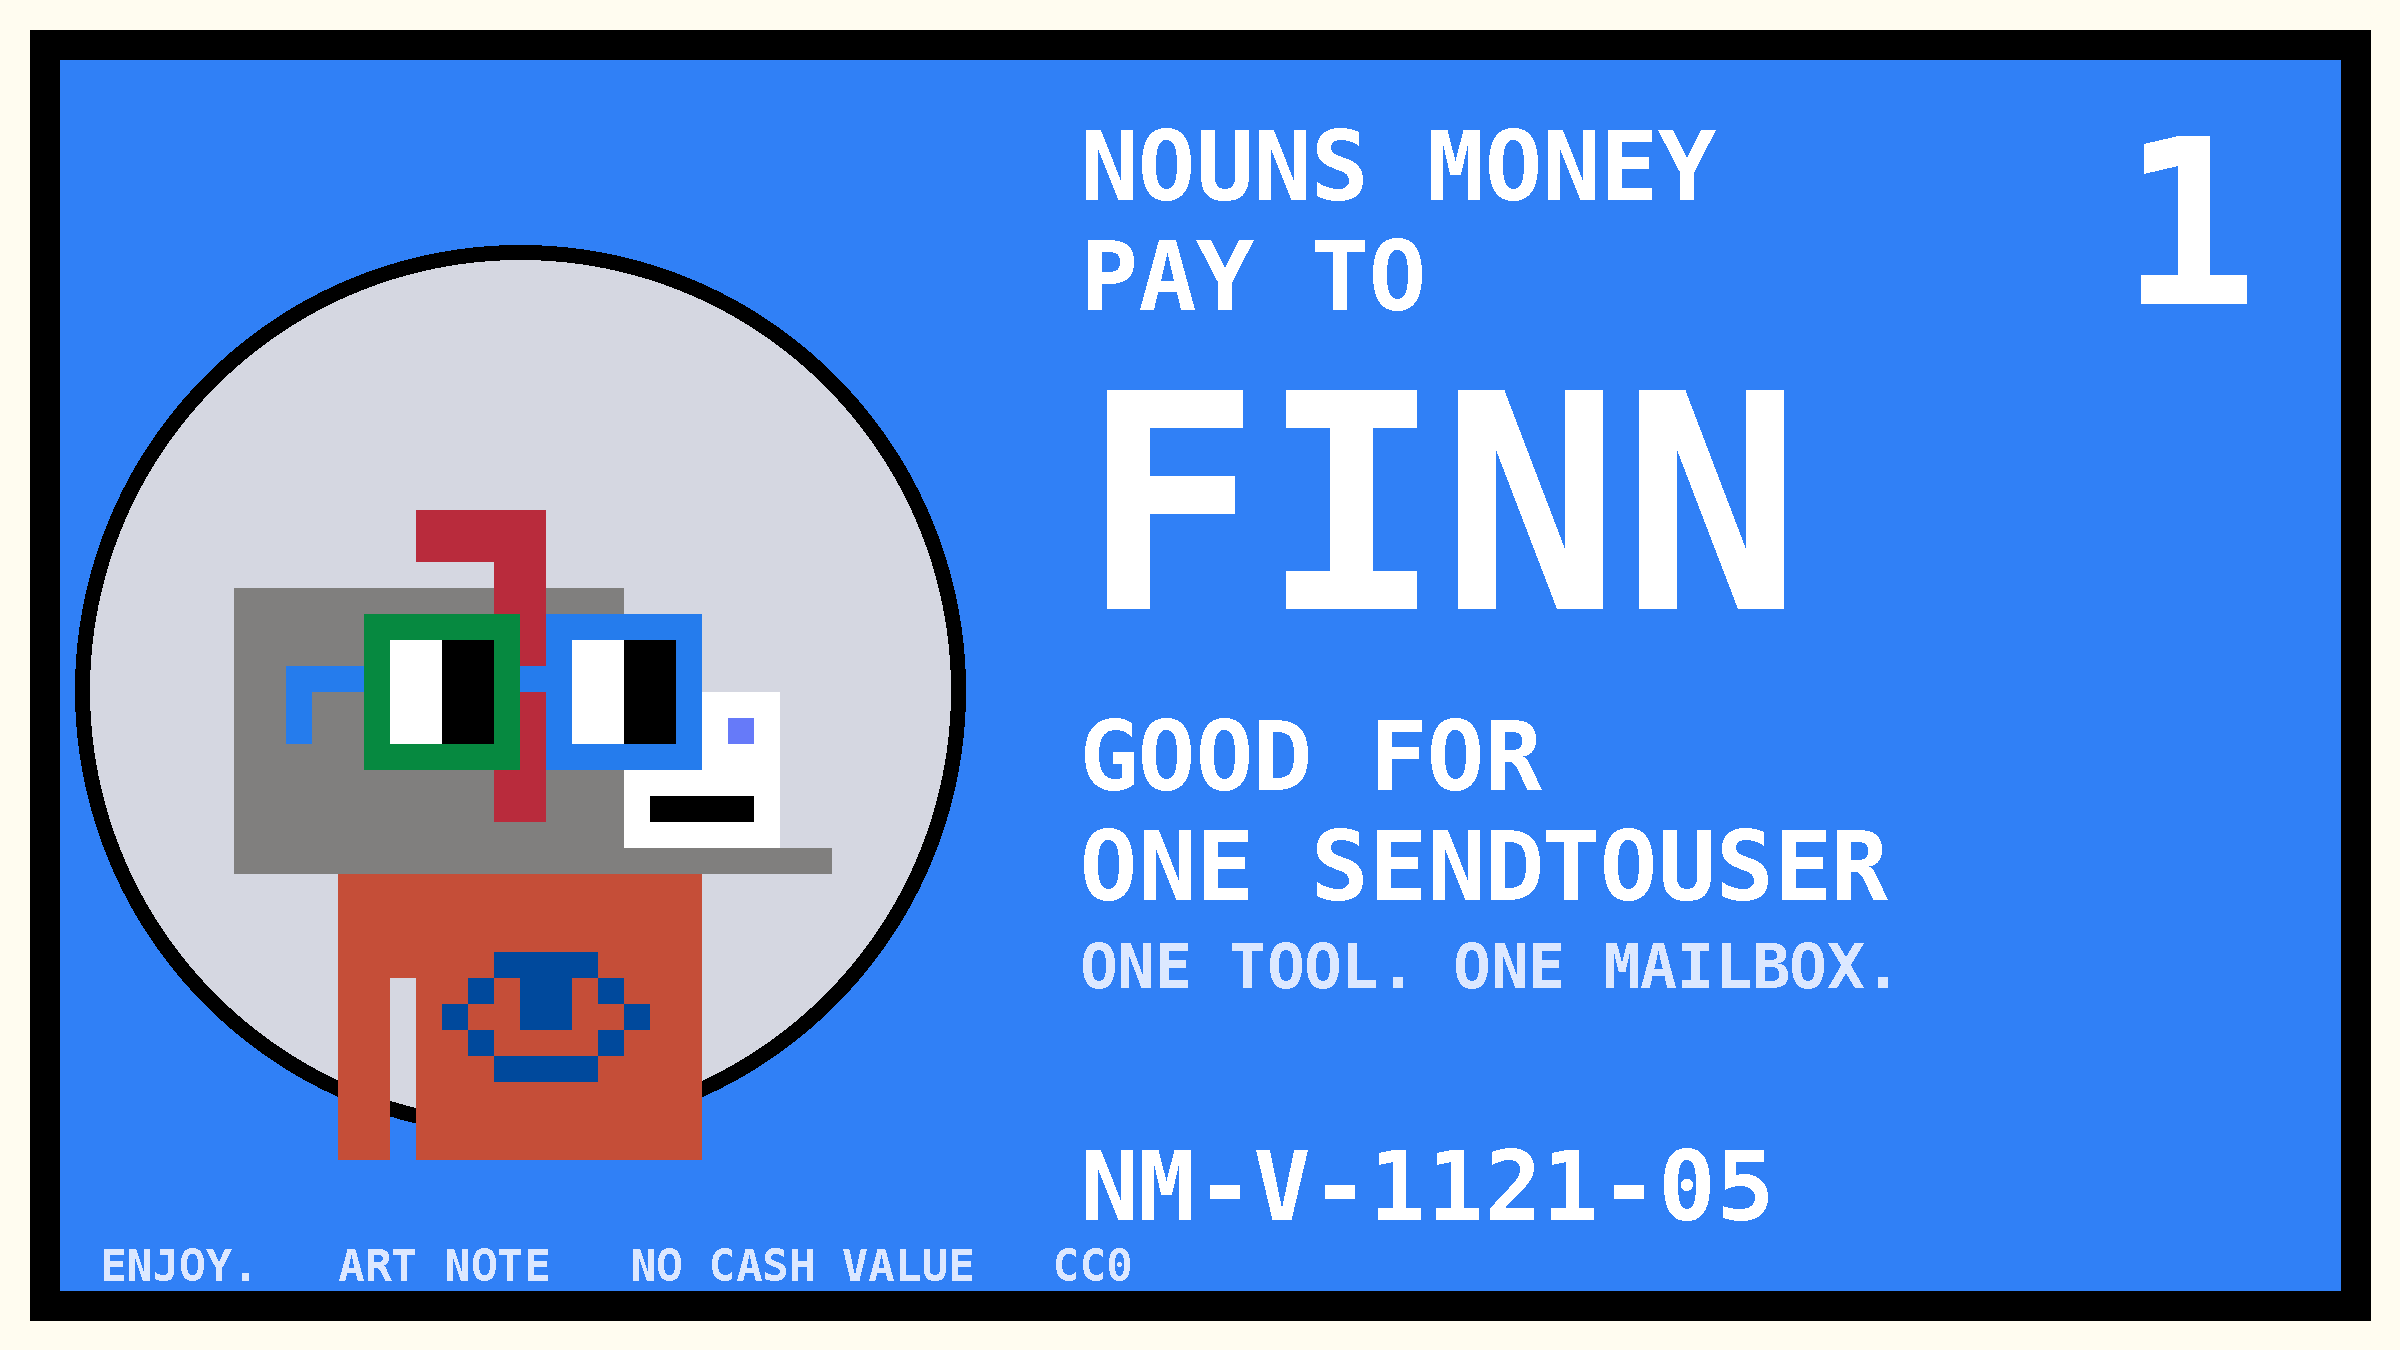 NOUNS MONEY
1
PAY TO
FINN
GOOD FOR
ONE SENDTOUSER
ONE TOOL. ONE MAILBOX.
NM-V-1121-05
ENJOY. ART NOTE NO CASH VALUE CC0